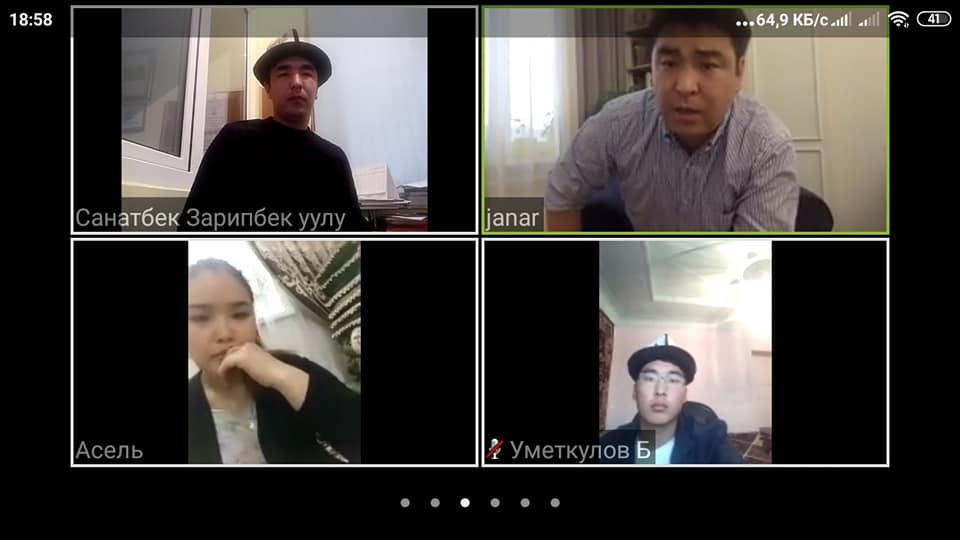 18:58
...64,9 КБ/с
41
Санатбек Зарипбек уулу
janar
Асель
Уметкулов Б